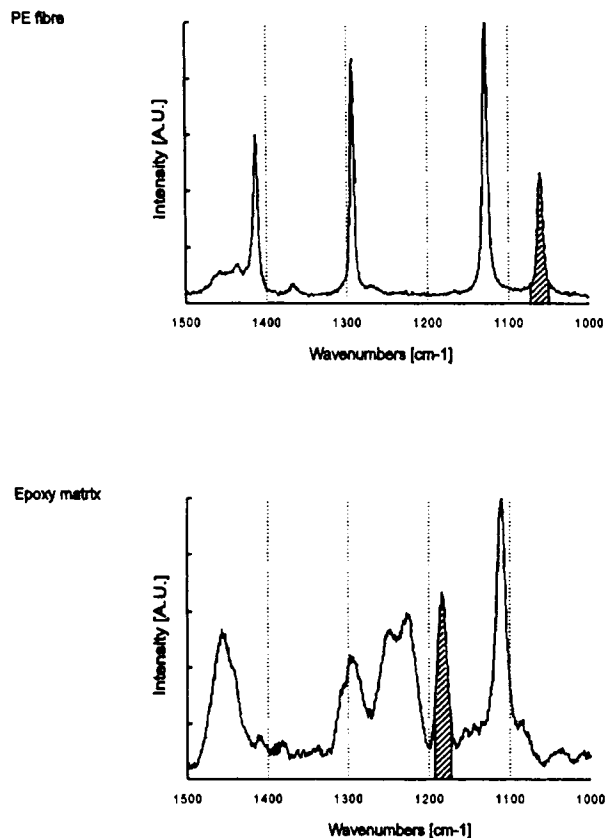 PE fibre
Intensity [A.U.]
1500 1400 1300 1200 1100 1000
Wavenumbers [cm-1]
Epoxy matrix
Intensity [A.U.]
1500 1400 1300 1200 1100 1000
Wavenumbers [cm-1]